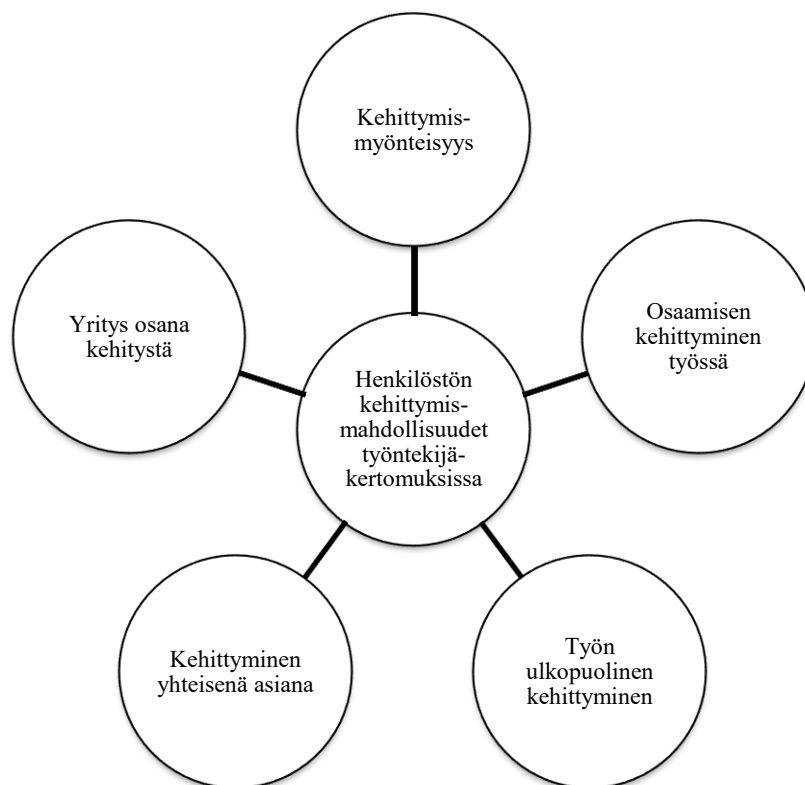 Kehittymis-
myönteisyys
Yritys osana
kehitystä
Osaamisen
kehittyminen
työssä
Henkilöstön
kehittymis-
mahdollisuudet
työntekijä-
kertomuksissa
Kehittyminen
yhteisenä asiana
Työn
ulkopuolinen
kehittyminen